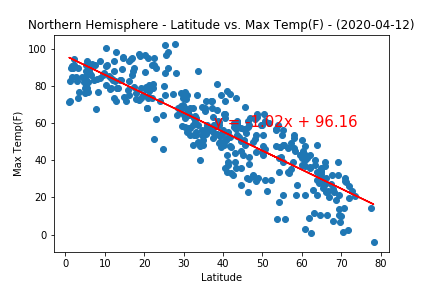 Northern Hemisphere - Latitude vs. Max Temp(F) - (2020-04-12)
100
80
60
40
20
0
Max Temp(F)
y = -1.02x + 96.16
0 10 20 30 40 50 60 70 80
Latitude